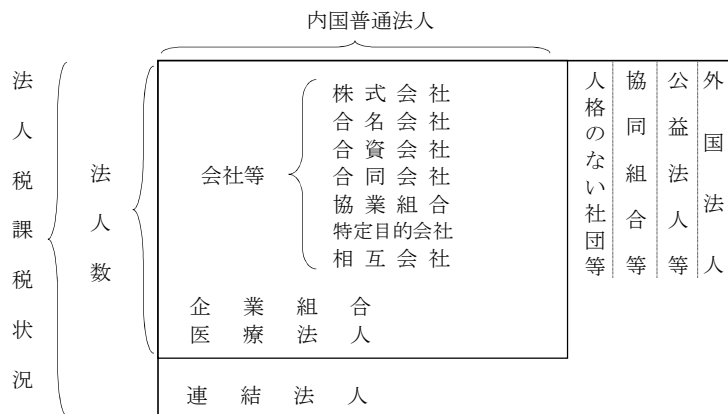 内国普通法人
法人税課税状況
法人数
会社等
株式会社
合名会社
合資会社
合同会社
協業組合
特定目的会社
相互会社
企業組合
医療法人
連結法人
人格のない社団等
協同組合等
公益法人等
外国法人